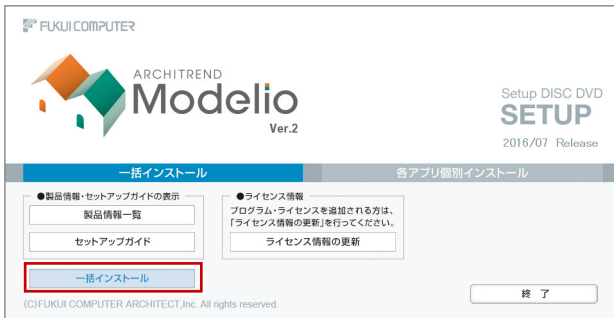 FUKUI COMPUTER
ARCHITREND
Modelio
Ver.2
Setup DISC DVD
SETUP
2016/07 Release
一括インストール
各アプリ個別インストール
●製品情報・セットアップガイドの表示
製品情報一覧
セットアップガイド
●ライセンス情報
プログラム・ライセンスを追加される方は、
「ライセンス情報の更新」を行ってください。
ライセンス情報の更新
一括インストール
終 了
(C)FUKUI COMPUTER ARCHITECT,Inc. All rights reserved.